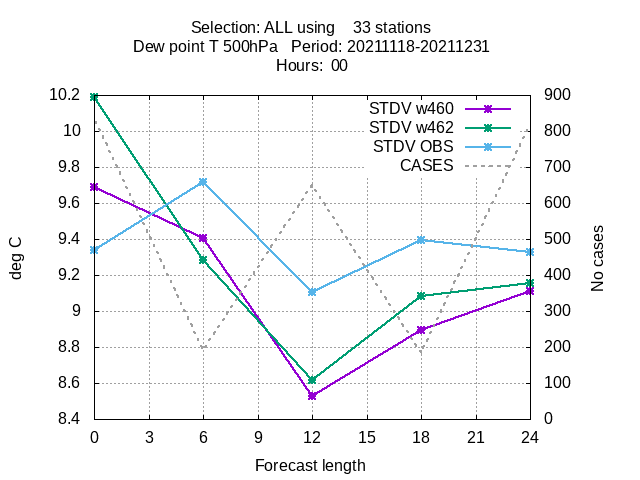 Selection: ALL using    33 stations
Dew point T 500hPa   Period: 20211118-20211231
Hours:  00
STDV w460
STDV w462
STDV OBS
CASES
deg C
10.2
10
9.8
9.6
9.4
9.2
9
8.8
8.6
8.4
900
800
700
600
500
400
300
200
100
0
No cases
0 3 6 9 12 15 18 21 24
Forecast length